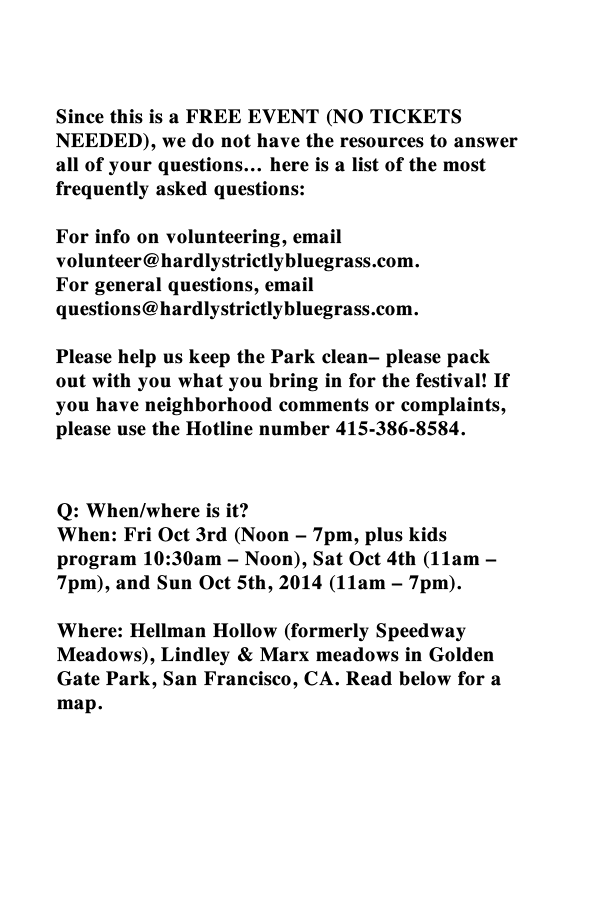 Since this is a FREE EVENT (NO TICKETS
NEEDED), we do not have the resources to answer
all of your questions… here is a list of the most
frequently asked questions:
For info on volunteering, email
volunteer@hardlystrictlybluegrass.com.
For general questions, email
questions@hardlystrictlybluegrass.com.
Please help us keep the Park clean– please pack
out with you what you bring in for the festival! If
you have neighborhood comments or complaints,
please use the Hotline number 415-386-8584.
Q: When/where is it?
When: Fri Oct 3rd (Noon – 7pm, plus kids
program 10:30am – Noon), Sat Oct 4th (11am –
7pm), and Sun Oct 5th, 2014 (11am – 7pm).
Where: Hellman Hollow (formerly Speedway
Meadows), Lindley & Marx meadows in Golden
Gate Park, San Francisco, CA. Read below for a
map.